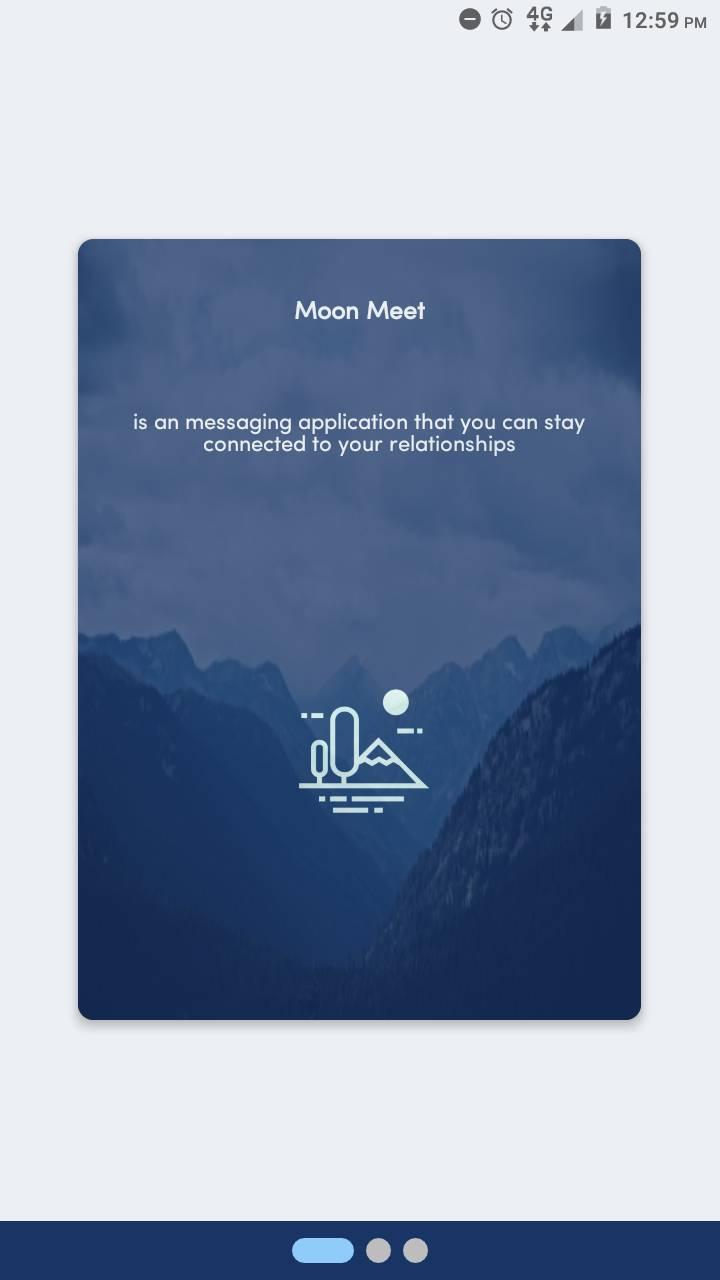 4G 12:59 PM
Moon Meet
is an messaging application that you can stay
connected to your relationships